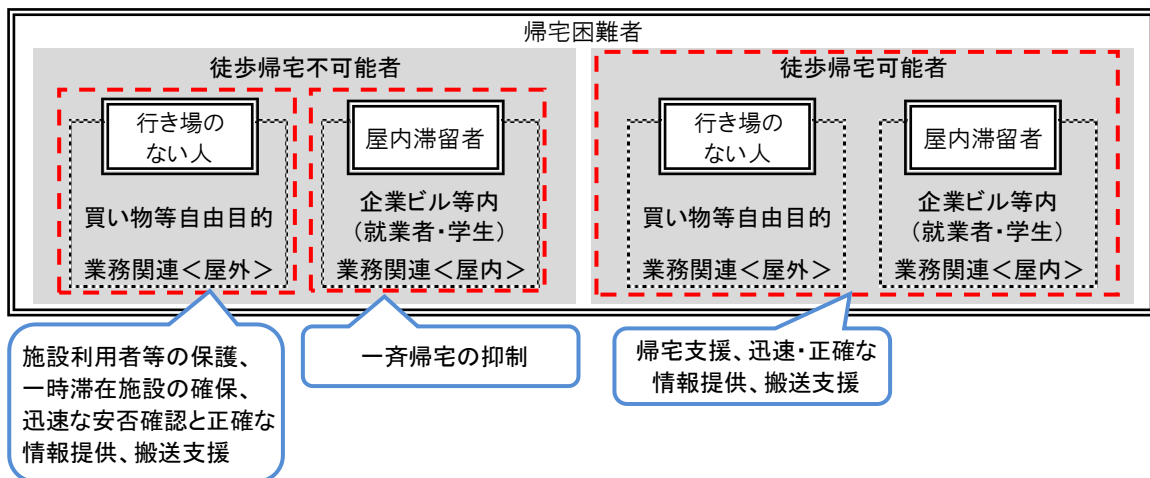 帰宅困難者
徒歩帰宅不可能者
行き場の
ない人
買い物等自由目的
業務関連＜屋外＞
屋内滞留者
企業ビル等内
（就業者・学生）
業務関連＜屋内＞
徒歩帰宅可能者
行き場の
ない人
買い物等自由目的
業務関連＜屋外＞
屋内滞留者
企業ビル等内
（就業者・学生）
業務関連＜屋内＞
施設利用者等の保護、
一時滞在施設の確保、
迅速な安否確認と正確な
情報提供、搬送支援
一斉帰宅の抑制
帰宅支援、迅速・正確な
情報提供、搬送支援